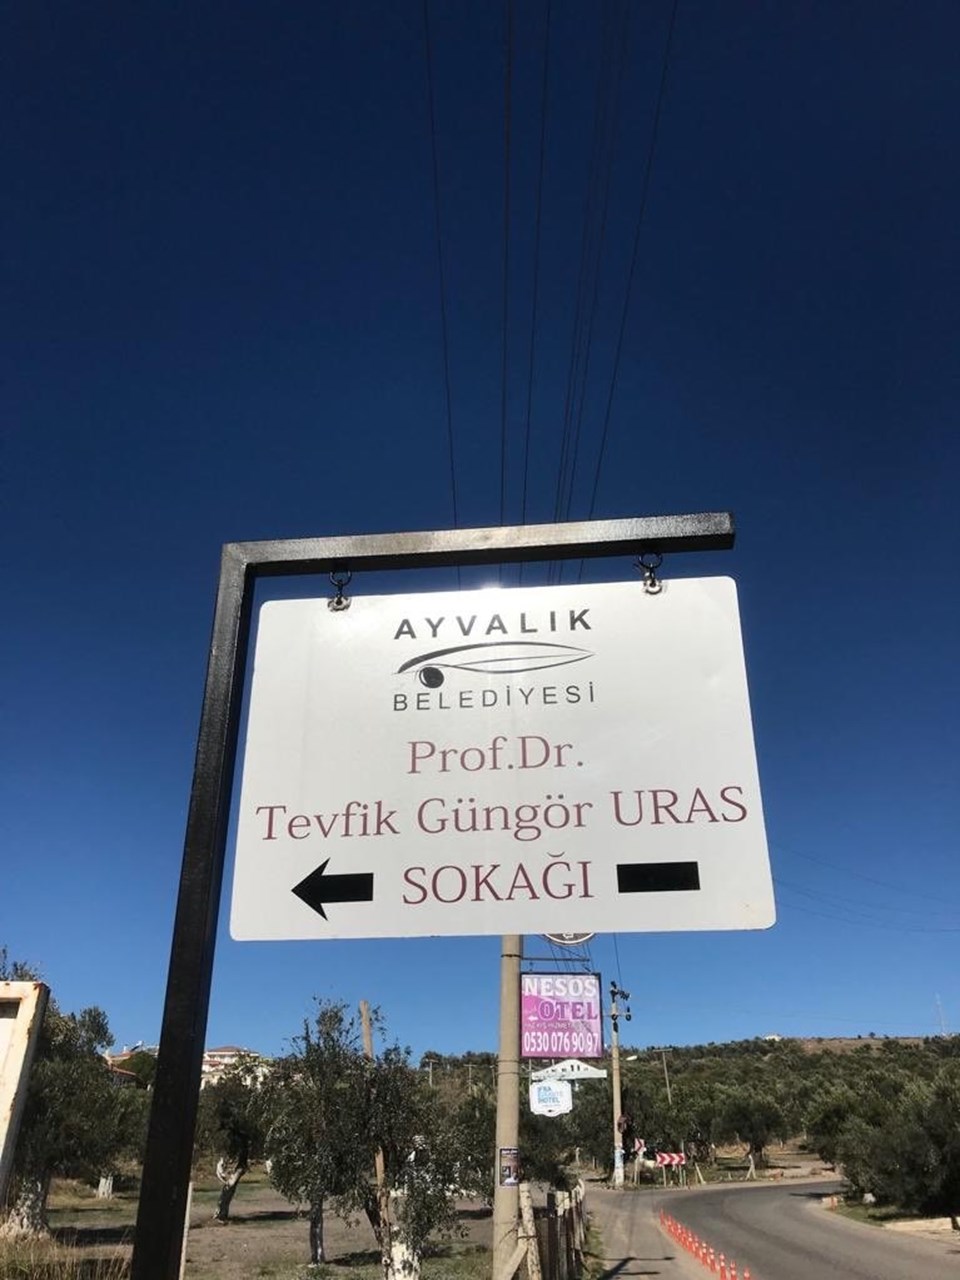 AYVALIK
BELEDİYESİ
Prof.Dr.
Tevfik Güngör URAS
SOKAĞI
NESOS
OTEL
0530 076 90 97